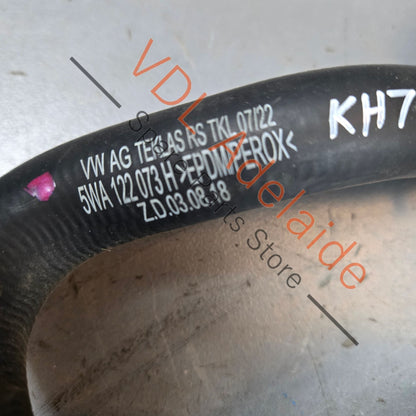 VW AG TEKLAS RS TKL 07/22
5WA 122 073 H >EPDM/PEROX<
Z.D.03.08.18
KH7
VDL Adelaide
Spare Parts Store